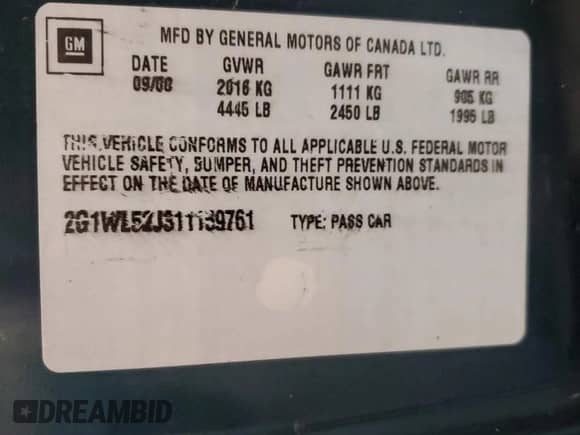 GM
MFD BY GENERAL MOTORS OF CANADA LTD.
DATE GVWR GAWR FRT GAWR RR
09/00 2016 KG 1111 KG 905 KG
4445 LB 2450 LB 1995 LB
THIS VEHICLE CONFORMS TO ALL APPLICABLE U.S. FEDERAL MOTOR
VEHICLE SAFETY, BUMPER, AND THEFT PREVENTION STANDARDS IN
EFFECT ON THE DATE OF MANUFACTURE SHOWN ABOVE.
TYPE: PASS CAR
DREAMBID